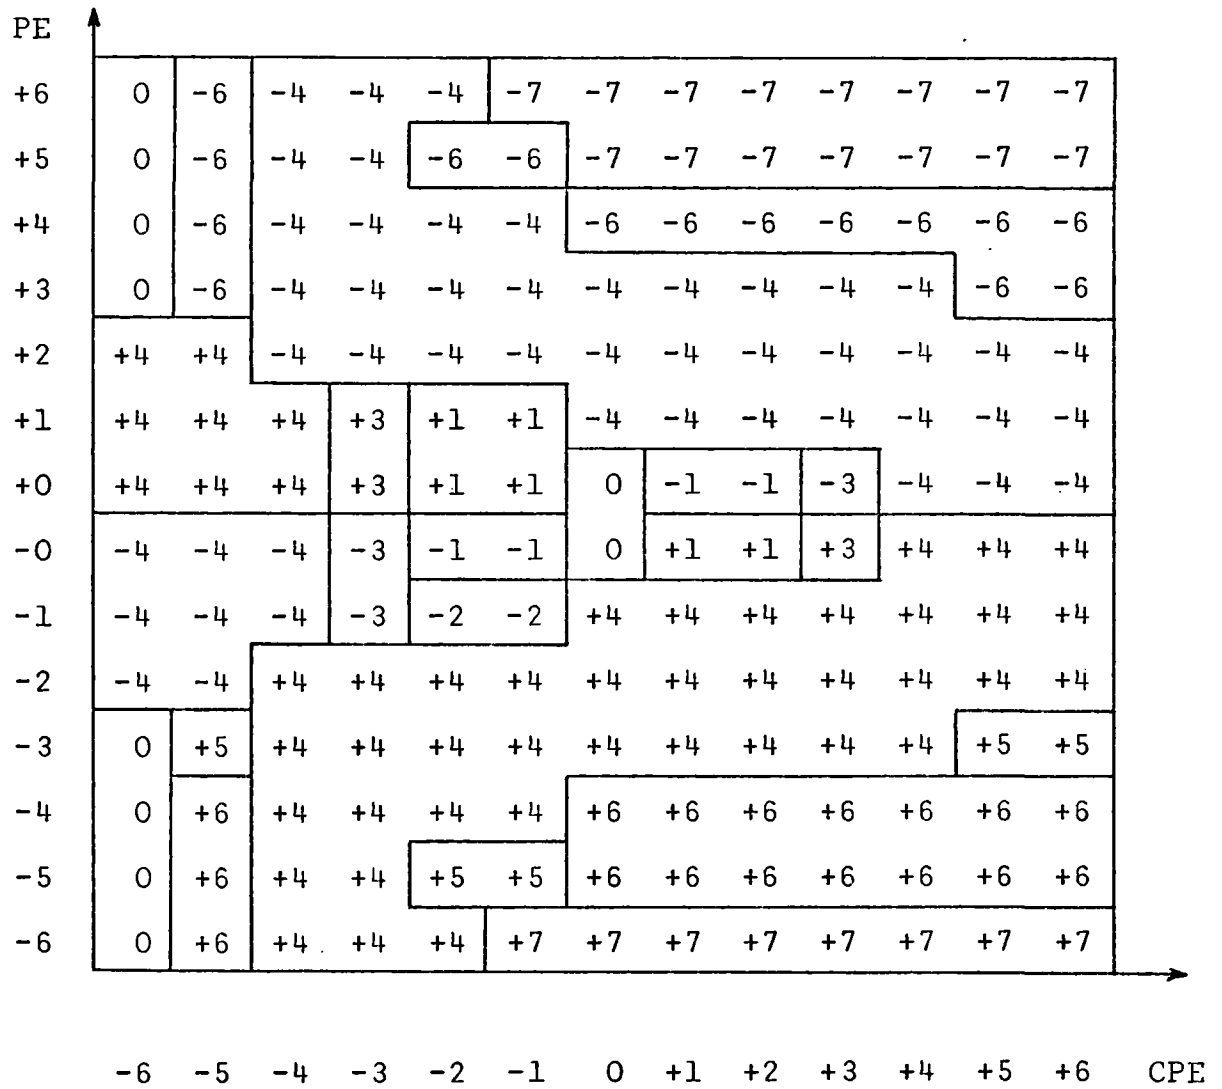 PE
+6 0 -6 -4 -4 -4 -7 -7 -7 -7 -7 -7 -7 -7
+5 0 -6 -4 -4 -6 -6 -7 -7 -7 -7 -7 -7 -7
+4 0 -6 -4 -4 -4 -4 -6 -6 -6 -6 -6 -6 -6
+3 0 -6 -4 -4 -4 -4 -4 -4 -4 -4 -4 -6 -6
+2 +4 +4 -4 -4 -4 -4 -4 -4 -4 -4 -4 -4 -4
+1 +4 +4 +4 +3 +1 +1 -4 -4 -4 -4 -4 -4 -4
+0 +4 +4 +4 +3 +1 +1 0 -1 -1 -3 -4 -4 -4
-0 -4 -4 -4 -3 -1 -1 0 +1 +1 +3 +4 +4 +4
-1 -4 -4 -4 -3 -2 -2 +4 +4 +4 +4 +4 +4 +4
-2 -4 -4 +4 +4 +4 +4 +4 +4 +4 +4 +4 +4 +4
-3 0 +5 +4 +4 +4 +4 +4 +4 +4 +4 +4 +5 +5
-4 0 +6 +4 +4 +4 +4 +6 +6 +6 +6 +6 +6 +6
-5 0 +6 +4 +4 +5 +5 +6 +6 +6 +6 +6 +6 +6
-6 0 +6 +4 +4 +4 +7 +7 +7 +7 +7 +7 +7 +7
-6 -5 -4 -3 -2 -1 0 +1 +2 +3 +4 +5 +6 CPE